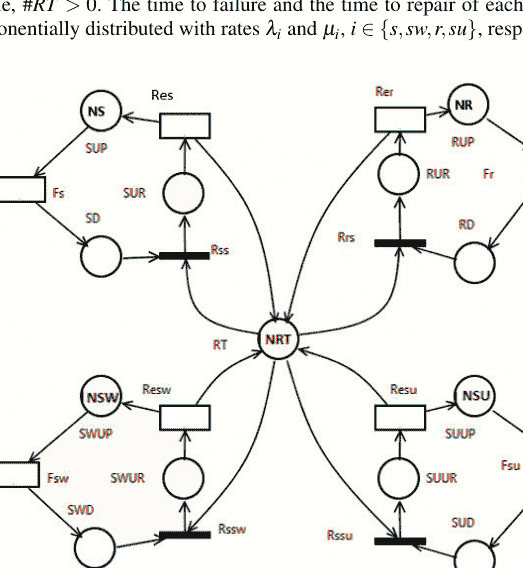 le, #RT > 0. The time to failure and the time to repair of each
onentially distributed with rates λi and μi, i ∈ {s,sw,r,su}, resp
Res
Rer
NS
NR
SUP
RUP
Fs
SUR
RUR
Fr
SD
RD
Rss
Rrs
RT
NRT
Resw
Resu
NSW
NSU
SWUP
SUUP
Fsw
SWUR
SUUR
Fsu
SWD
SUD
Rssw
Rssu